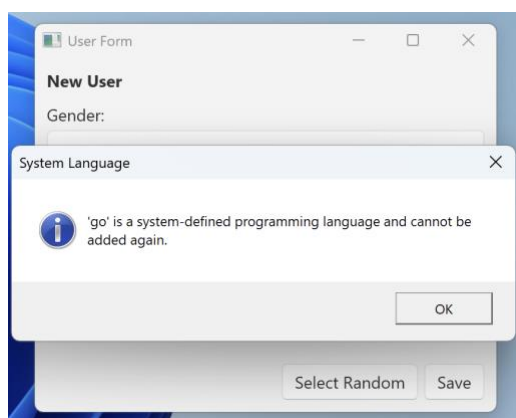 User Form
New User
Gender:
System Language
'go' is a system-defined programming language and cannot be
added again.
OK
Select Random
Save